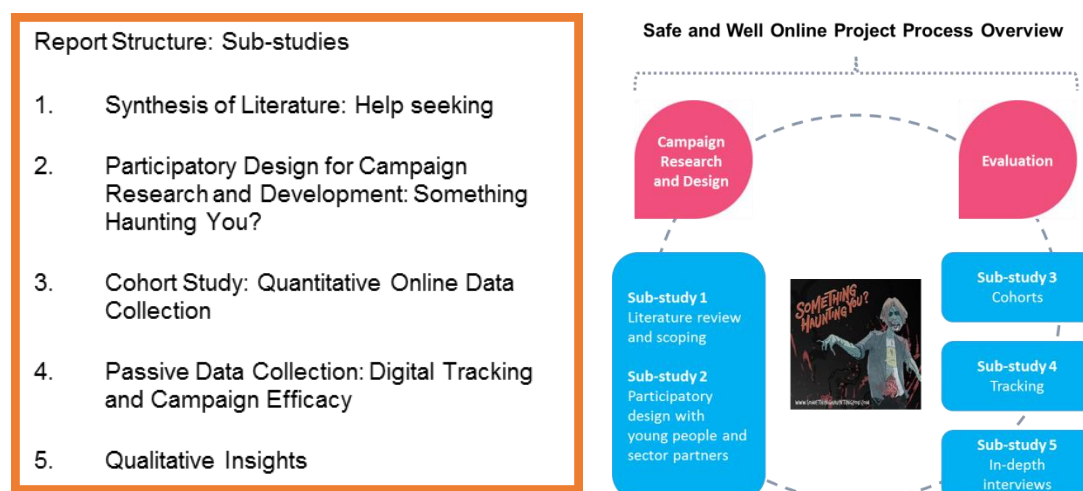 Report Structure: Sub-studies
1. Synthesis of Literature: Help seeking
2. Participatory Design for Campaign
Research and Development: Something
Haunting You?
3. Cohort Study: Quantitative Online Data
Collection
4. Passive Data Collection: Digital Tracking
and Campaign Efficacy
5. Qualitative Insights
Safe and Well Online Project Process Overview
Campaign
Research
and Design
Evaluation
Sub-study 1
Literature review
and scoping
Sub-study 2
Participatory
design with
young people and
sector partners
SOMETHING
HAUNTING YOU?
WWW.SOMETHINGHAUNTINGYOU.COM
Sub-study 3
Cohorts
Sub-study 4
Tracking
Sub-study 5
In-depth
interviews